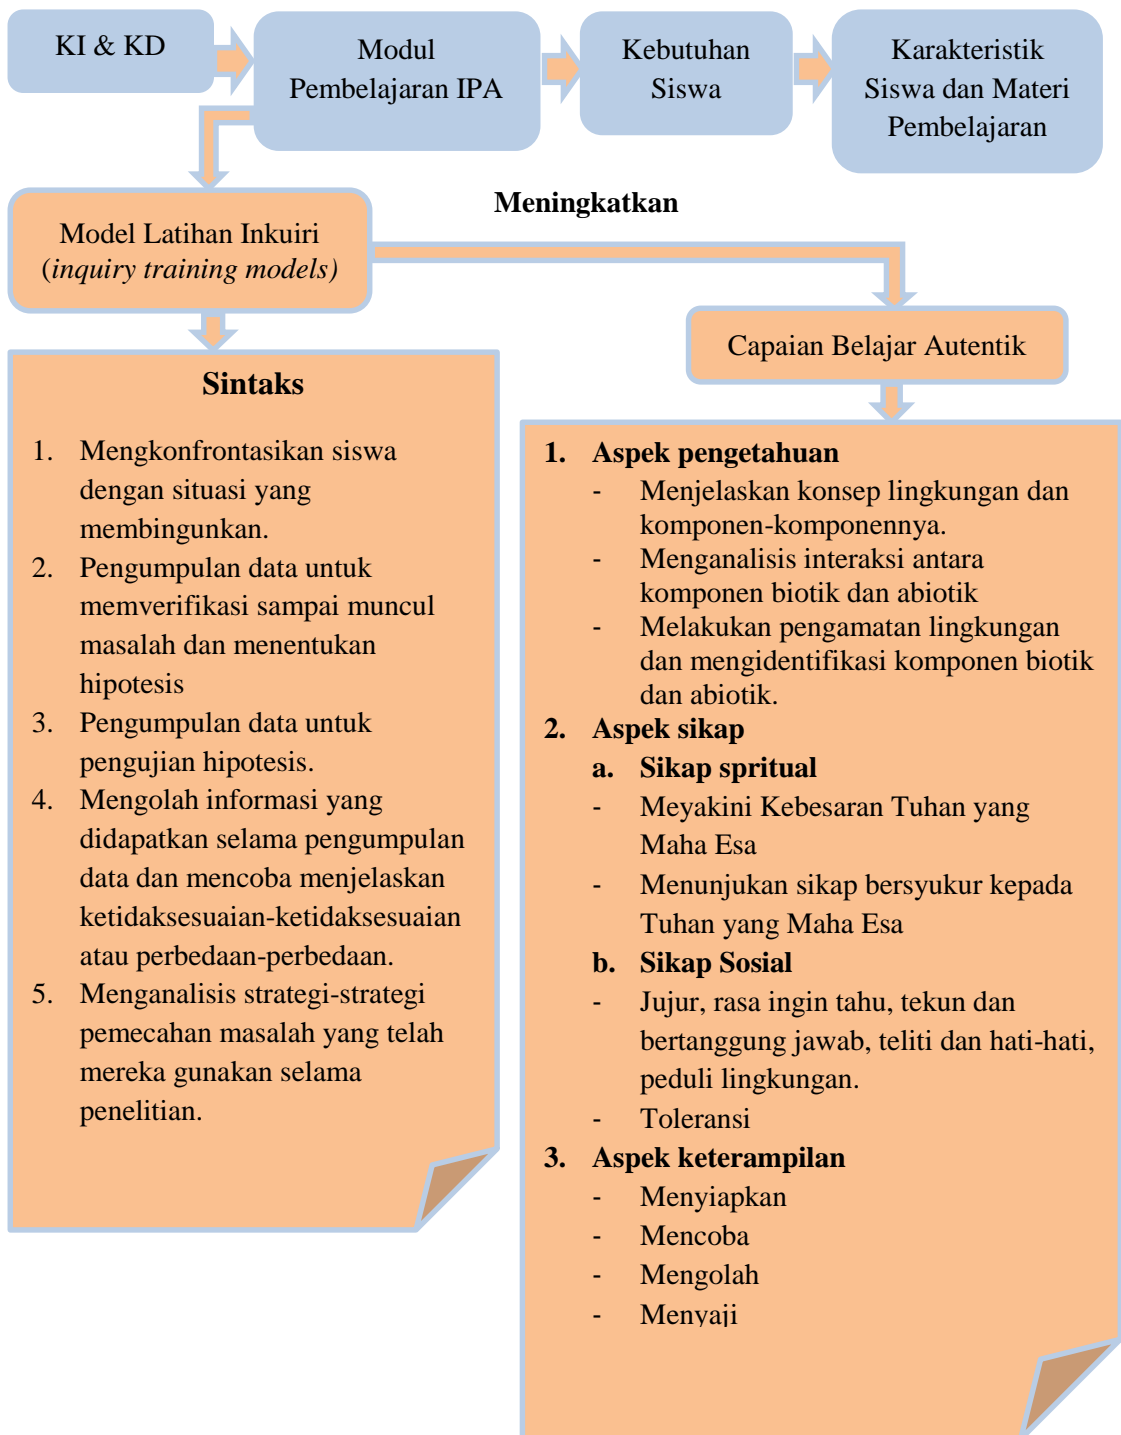 KI & KD
Modul
Pembelajaran IPA
Kebutuhan
Siswa
Karakteristik
Siswa dan Materi
Pembelajaran
Meningkatkan
Model Latihan Inkuiri
(inquiry training models)
Capaian Belajar Autentik
Sintaks
1. Mengkonfrontasikan siswa
dengan situasi yang
membingunkan.
2. Pengumpulan data untuk
memverifikasi sampai muncul
masalah dan menentukan
hipotesis
3. Pengumpulan data untuk
pengujian hipotesis.
4. Mengolah informasi yang
didapatkan selama pengumpulan
data dan mencoba menjelaskan
ketidaksesuaian-ketidaksesuaian
atau perbedaan-perbedaan.
5. Menganalisis strategi-strategi
pemecahan masalah yang telah
mereka gunakan selama
penelitian.
1. Aspek pengetahuan
- Menjelaskan konsep lingkungan dan
komponen-komponennya.
- Menganalisis interaksi antara
komponen biotik dan abiotik
- Melakukan pengamatan lingkungan
dan mengidentifikasi komponen biotik
dan abiotik.
2. Aspek sikap
a. Sikap spritual
- Meyakini Kebesaran Tuhan yang
Maha Esa
- Menunjukan sikap bersyukur kepada
Tuhan yang Maha Esa
b. Sikap Sosial
- Jujur, rasa ingin tahu, tekun dan
bertanggung jawab, teliti dan hati-hati,
peduli lingkungan.
- Toleransi
3. Aspek keterampilan
- Menyiapkan
- Mencoba
- Mengolah
- Menyaji